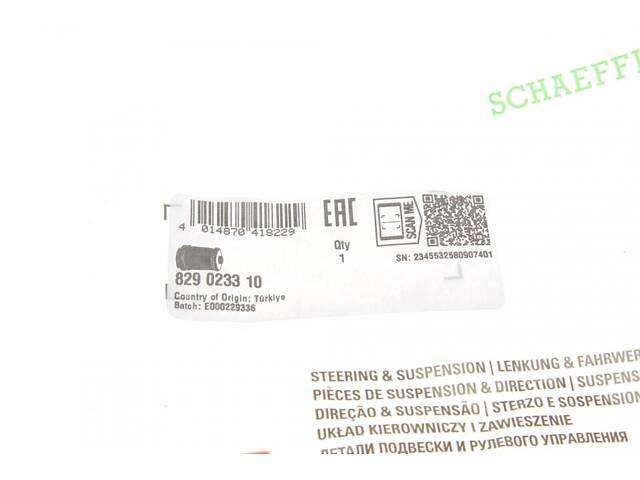 SCHAEFFL
4 014870 418229
EAC
Qty
1
SCAN ME
SN: 2345532580907401
829 0233 10
Country of Origin: Türkiye
Batch: E000229336
STEERING & SUSPENSION | LENKUNG & FAHRWER
PIÈCES DE SUSPENSION & DIRECTION | SUSPENS
DIREÇÃO & SUSPENSÃO | STERZO E SOSPENSION
UKŁAD KIEROWNICZY I ZAWIESZENIE
ДЕТАЛИ ПОДВЕСКИ И РУЛЕВОГО УПРАВЛЕНИЯ